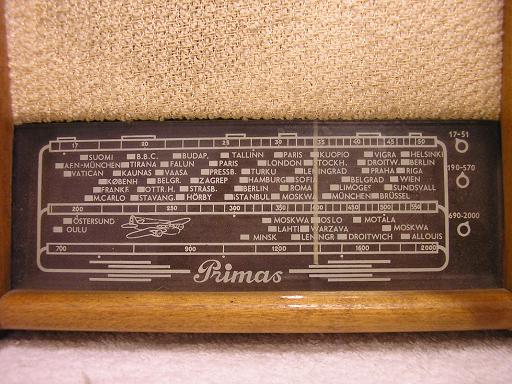 17 20 25 30 35 40 45 50 17-51
SUOMI B.B.C. BUDAP. TALLINN PARIS KUOPIO VIGRA HELSINKI
MÜNCHEN TIRANA FALUN PARIS LONDON STOCKH. DROITW. BERLIN 190-570
VATICAN KAUNAS VAASA PRESSB. TURKU LENINGRAD PRAHA RIGA
KØBENH BELGR. ZAGREP HAMBURG SOFIA BELGRAD WIEN
FRANKF. OTTR.H. STRASB. BERLIN ROMA LIMOGES SUNDSVALL
M.CARLO STAVANG. HÖRBY ISTANBUL MOSKWA MÜNCHEN BRÜSSEL
200 250 300 350 400 450 500 550
ÖSTERSUND MOSKWA OSLO MOTÅLA 690-2000
OULU LAHTI WARZAVA MOSKWA
MINSK LENINGR DROITWICH ALLOUIS
700 900 1200 1600 2000
Primas